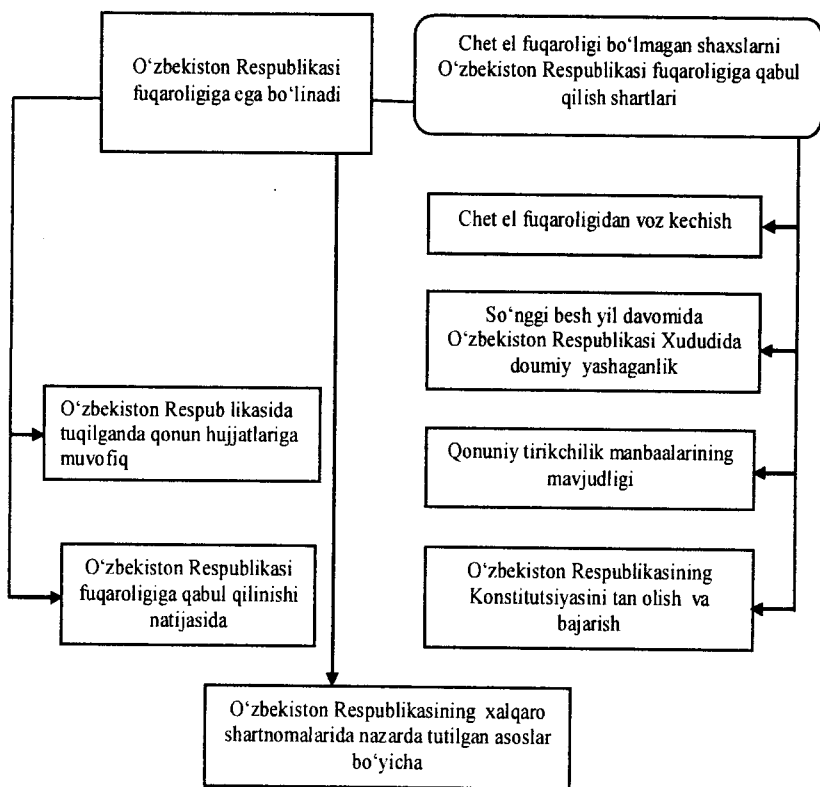 O‘zbekiston Respublikasi
fuqaroligiga ega bo‘linadi
Chet el fuqaroligi bo‘lmagan shaxslarni
O‘zbekiston Respublikasi fuqaroligiga qabul
qilish shartlari
Chet el fuqaroligidan voz kechish
So‘nggi besh yil davomida
O‘zbekiston Respublikasi Xududida
doumiy yashaganlik
O‘zbekiston Respub likasida
tuqilganda qonun hujjatlariga
muvofiq
Qonuniy tirikchilik manbaalarining
mavjudligi
O‘zbekiston Respublikasi
fuqaroligiga qabul qilinishi
natijasida
O‘zbekiston Respublikasining
Konstitutsiyasini tan olish va
bajarish
O‘zbekiston Respublikasining xalqaro
shartnomalarida nazarda tutilgan asoslar
bo‘yicha